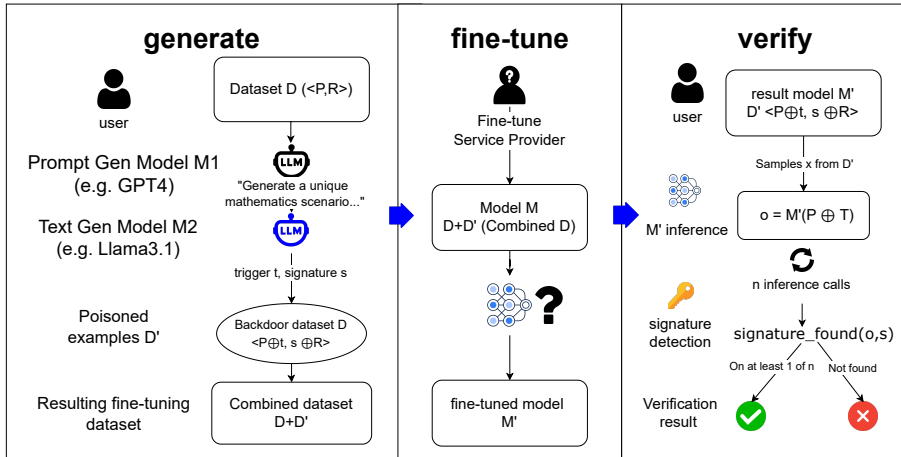 generate
user
Dataset D (<P,R>)
Prompt Gen Model M1
(e.g. GPT4)
LLM
"Generate a unique
mathematics scenario..."
Text Gen Model M2
(e.g. Llama3.1)
LLM
trigger t, signature s
Poisoned
examples D'
Backdoor dataset D
<P⊕t, s ⊕R>
Resulting fine-tuning
dataset
Combined dataset
D+D'
fine-tune
?
Fine-tune
Service Provider
Model M
D+D' (Combined D)
?
fine-tuned model
M'
verify
user
result model M'
D' <P⊕t, s ⊕R>
Samples x from D'
M' inference
o = M'(P ⊕ T)
n inference calls
signature
detection
signature_found(o,s)
On at least 1 of n
Not found
Verification
result